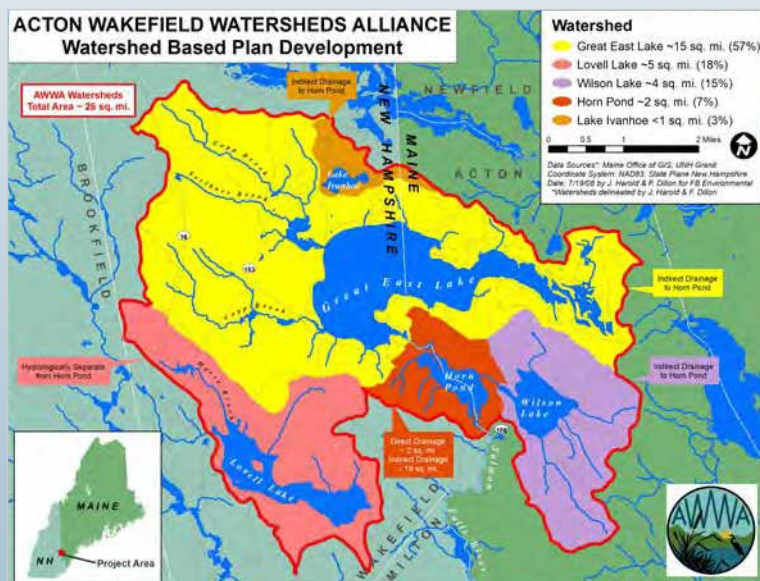 ACTON WAKEFIELD WATERSHEDS ALLIANCE
Watershed Based Plan Development
AWWA Watersheds
Total Area ~ 26 sq. mi.
Watershed
Great East Lake ~15 sq. mi. (57%)
Lovell Lake ~5 sq. mi. (18%)
Wilson Lake ~4 sq. mi. (15%)
Horn Pond ~2 sq. mi. (7%)
Lake Ivanhoe <1 sq. mi. (3%)
0 0.5 1 2 Miles
N
Data Sources*: Maine Office of GIS, UNH Granit
Coordinate System: NAD83, State Plane New Hampshire
Date: 7/19/08 by J. Harold & F. Dillon for FB Environmental
*Watersheds delineated by J. Harold & F. Dillon
Indirect Drainage
to Horn Pond
NEWFIELD
MAINE
NEW HAMPSHIRE
ACTON
BROOKFIELD
Lake
Ivanhoe
16
153
Great East Lake
Indirect Drainage
to Horn Pond
Hydrologically Separate
from Horn Pond
Horn
Pond
Wilson
Lake
Indirect Drainage
to Horn Pond
109
Direct Drainage
~ 2 sq. mi.
Indirect Drainage
~ 19 sq. mi.
Lovell Lake
Salmon
Falls River
WAKEFIELD
MILTON
MAINE
NH
Project Area
AWWA